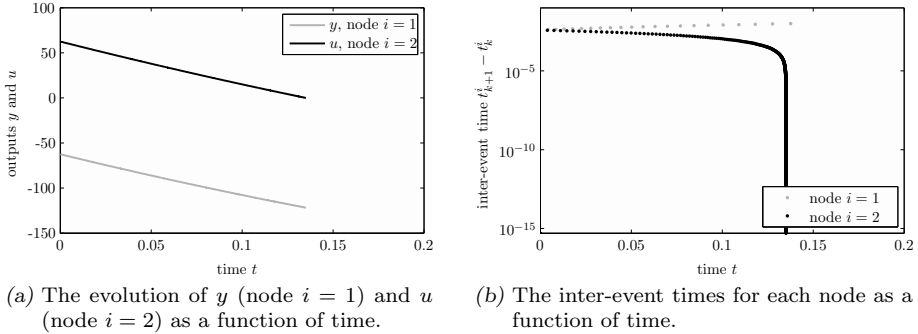 100
50
0
-50
-100
-150
outputs y and u
y, node i = 1
u, node i = 2
0
0.05
0.1
0.15
0.2
time t
(a) The evolution of y (node i = 1) and u
(node i = 2) as a function of time.
10^{-5}
10^{-10}
10^{-15}
inter-event time t^i_{k+1} − t^i_k
node i = 1
node i = 2
0
0.05
0.1
0.15
0.2
time t
(b) The inter-event times for each node as a
function of time.